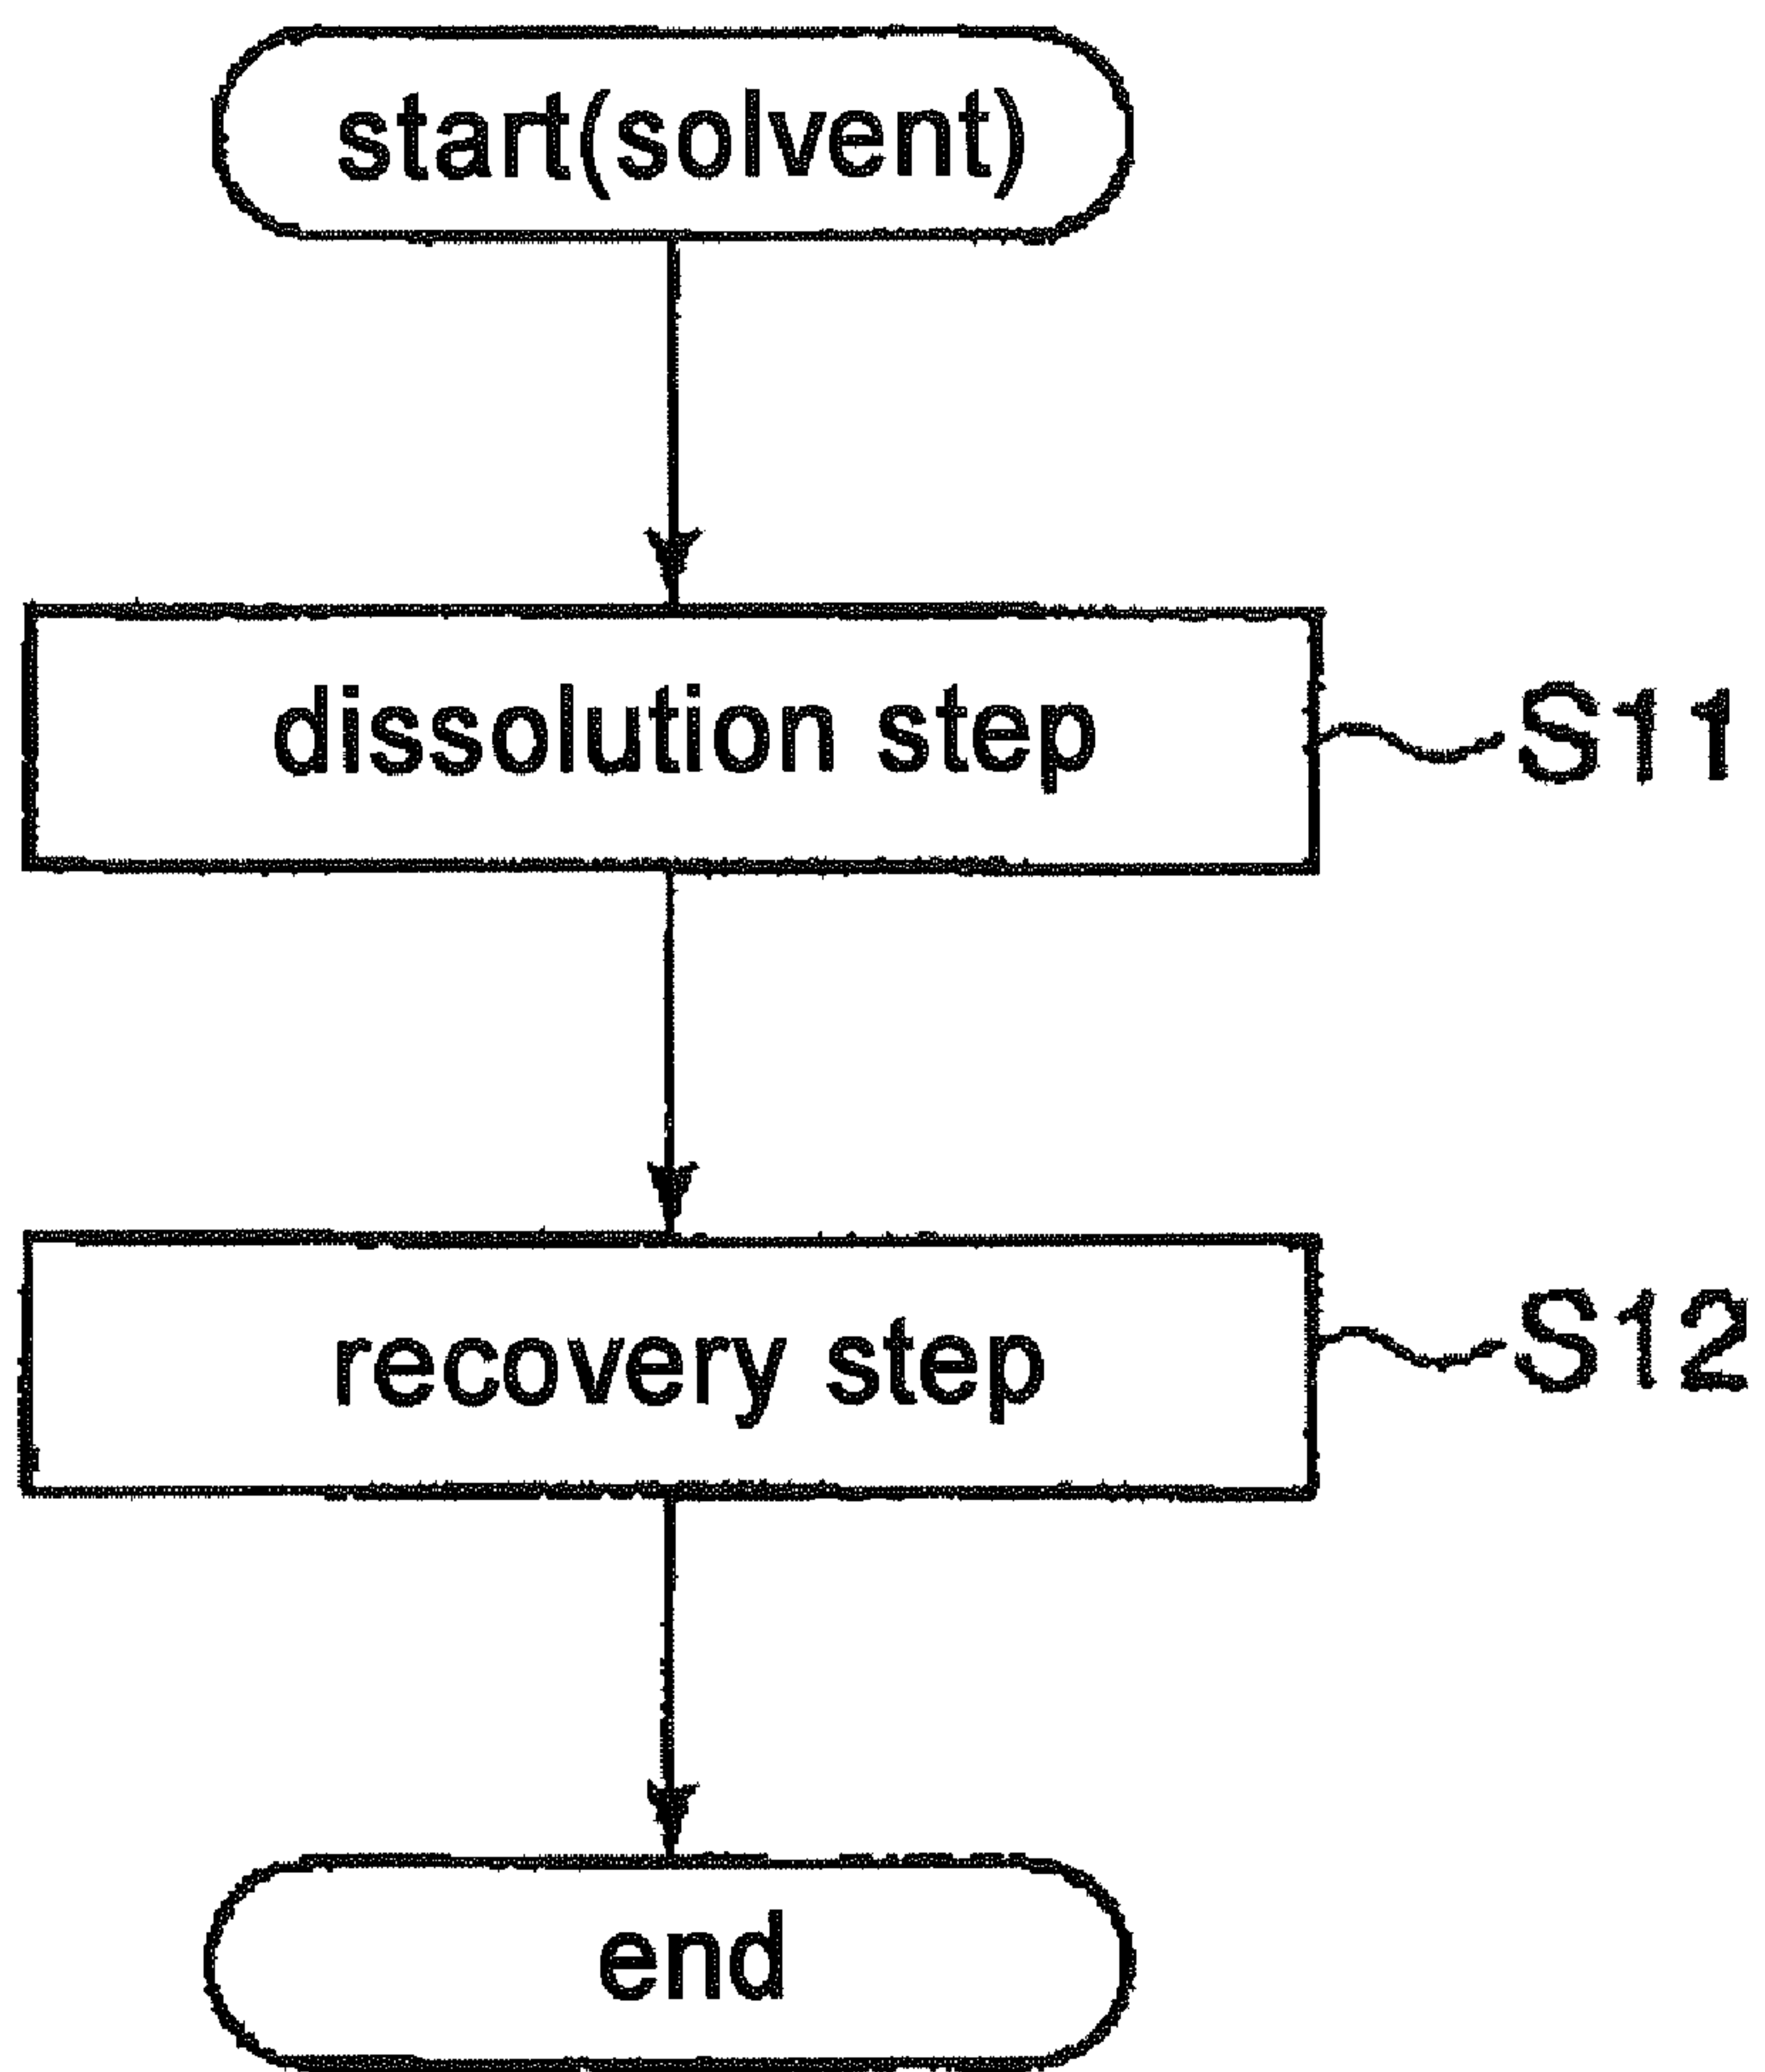 start(solvent)
dissolution step
S11
recovery step
S12
end